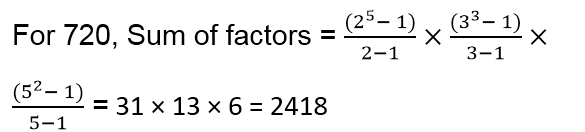 For 720, Sum of factors = (2⁵– 1)/2–1 × (3³– 1)/3–1 ×
(5²– 1)/5–1 = 31 × 13 × 6 = 2418